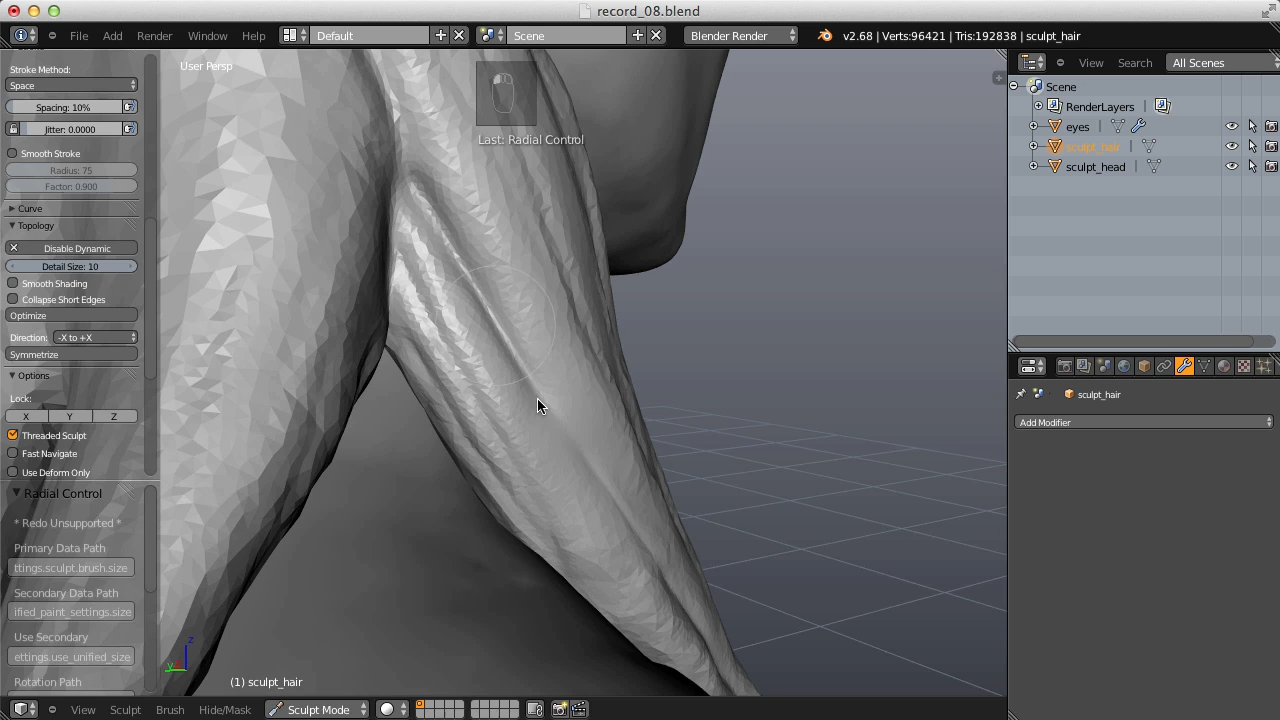 record_08.blend
File Add Render Window Help Default Scene Blender Render v2.68 | Verts:96421 | Tris:192838 | sculpt_hair
Stroke Method:
Space
Spacing: 10%
Jitter: 0.0000
Smooth Stroke
Radius: 75
Factor: 0.900
Curve
Topology
Disable Dynamic
Detail Size: 10
Smooth Shading
Collapse Short Edges
Optimize
Direction: -X to +X
Symmetrize
Options
Lock:
X Y Z
Threaded Sculpt
Fast Navigate
Use Deform Only
Radial Control
* Redo Unsupported *
Primary Data Path
ttings.sculpt.brush.size
Secondary Data Path
ified_paint_settings.size
Use Secondary
ettings.use_unified_size
Rotation Path
User Persp
Last: Radial Control
z
y
(1) sculpt_hair
View Sculpt Brush Hide/Mask Sculpt Mode
View Search All Scenes
Scene
RenderLayers |
eyes |
sculpt_hair |
sculpt_head |
sculpt_hair
Add Modifier